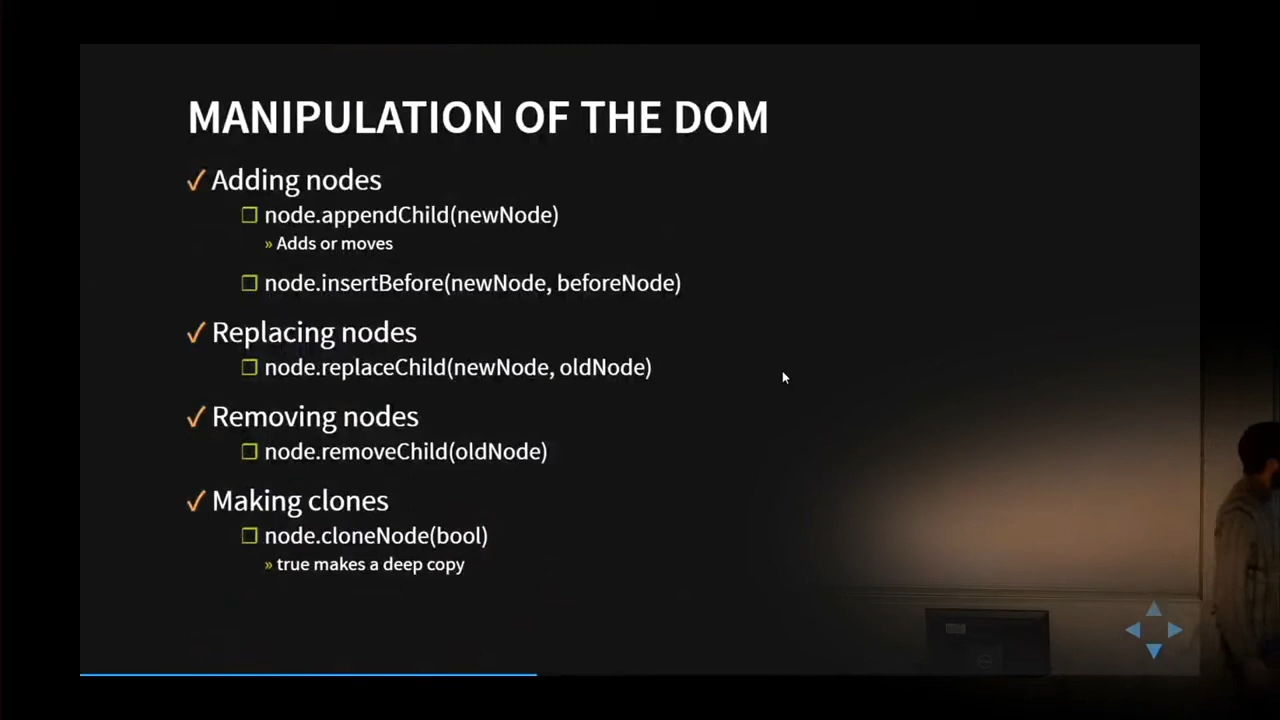 MANIPULATION OF THE DOM
✓ Adding nodes
❐ node.appendChild(newNode)
» Adds or moves
❐ node.insertBefore(newNode, beforeNode)
✓ Replacing nodes
❐ node.replaceChild(newNode, oldNode)
✓ Removing nodes
❐ node.removeChild(oldNode)
✓ Making clones
❐ node.cloneNode(bool)
» true makes a deep copy